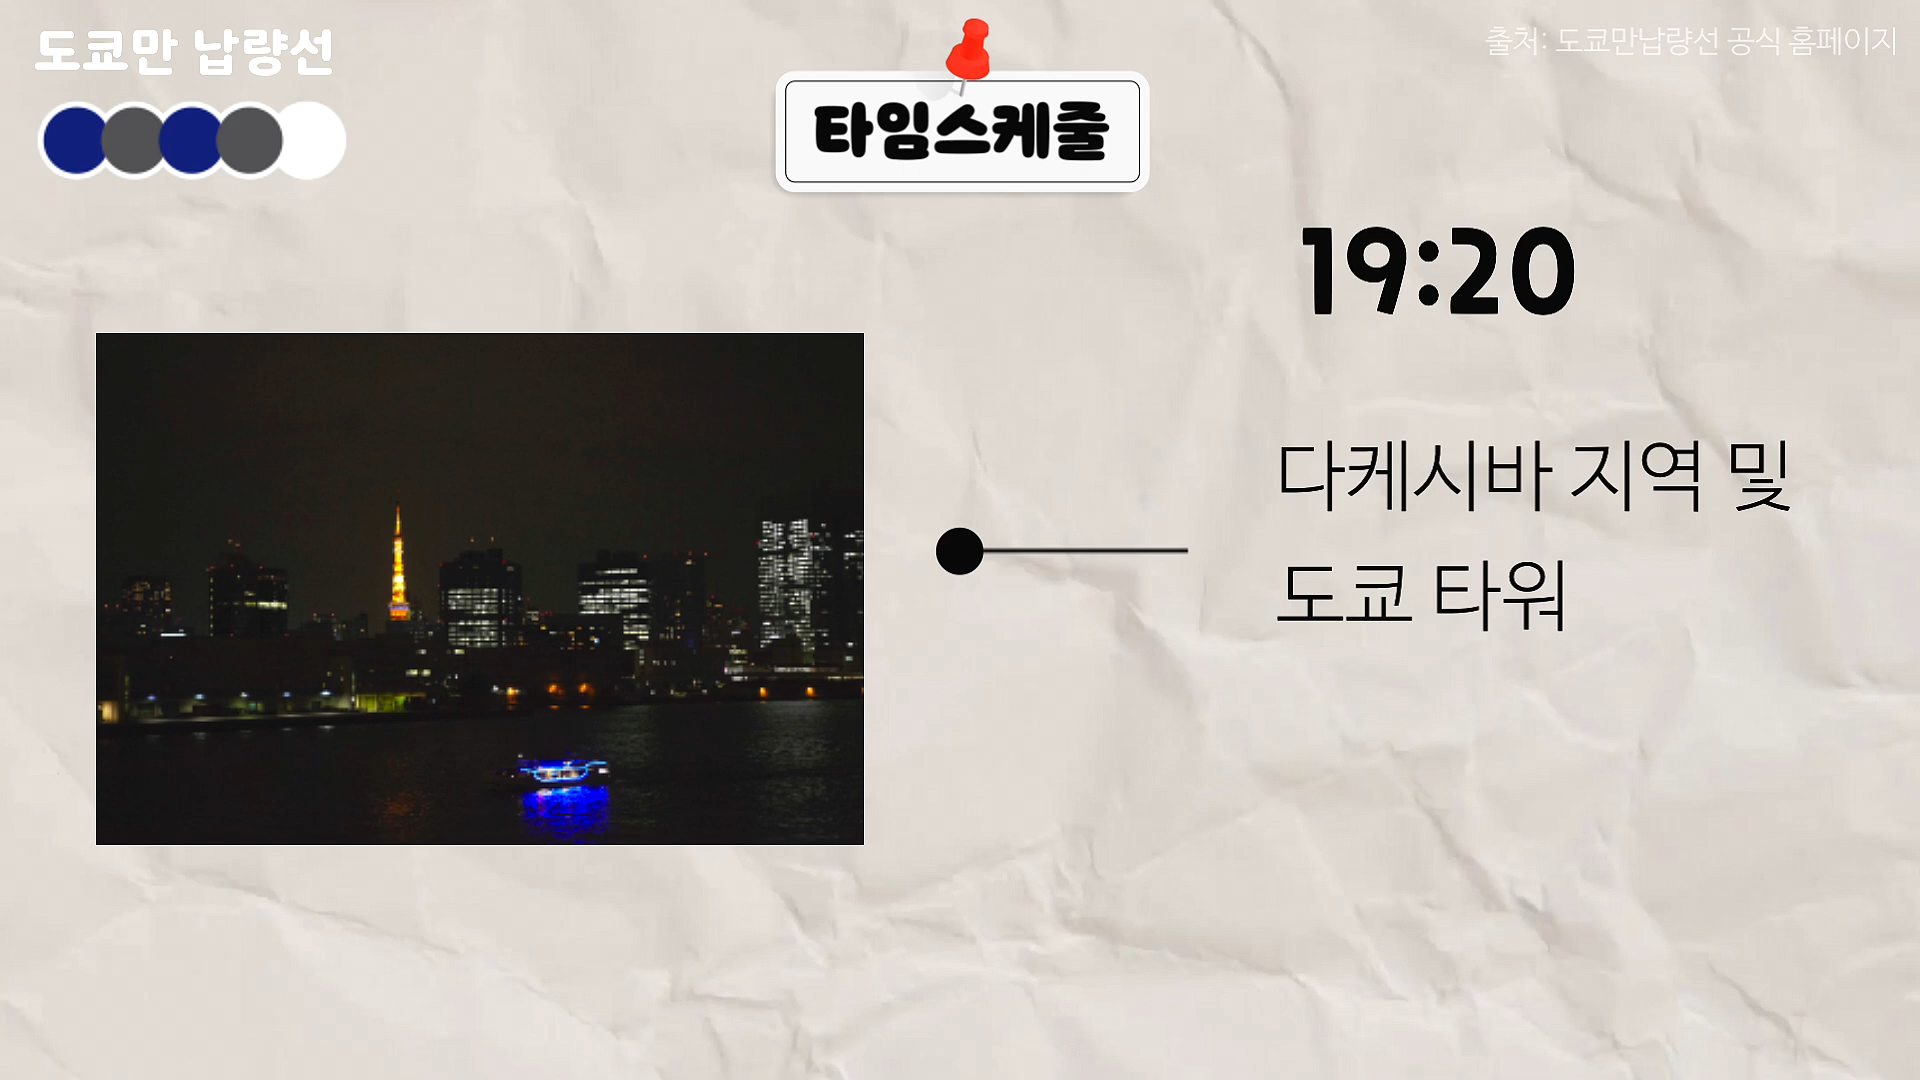 도쿄만 납량선
출처: 도쿄만납량선 공식 홈페이지
타임스케줄
19:20
다케시바 지역 및
도쿄 타워